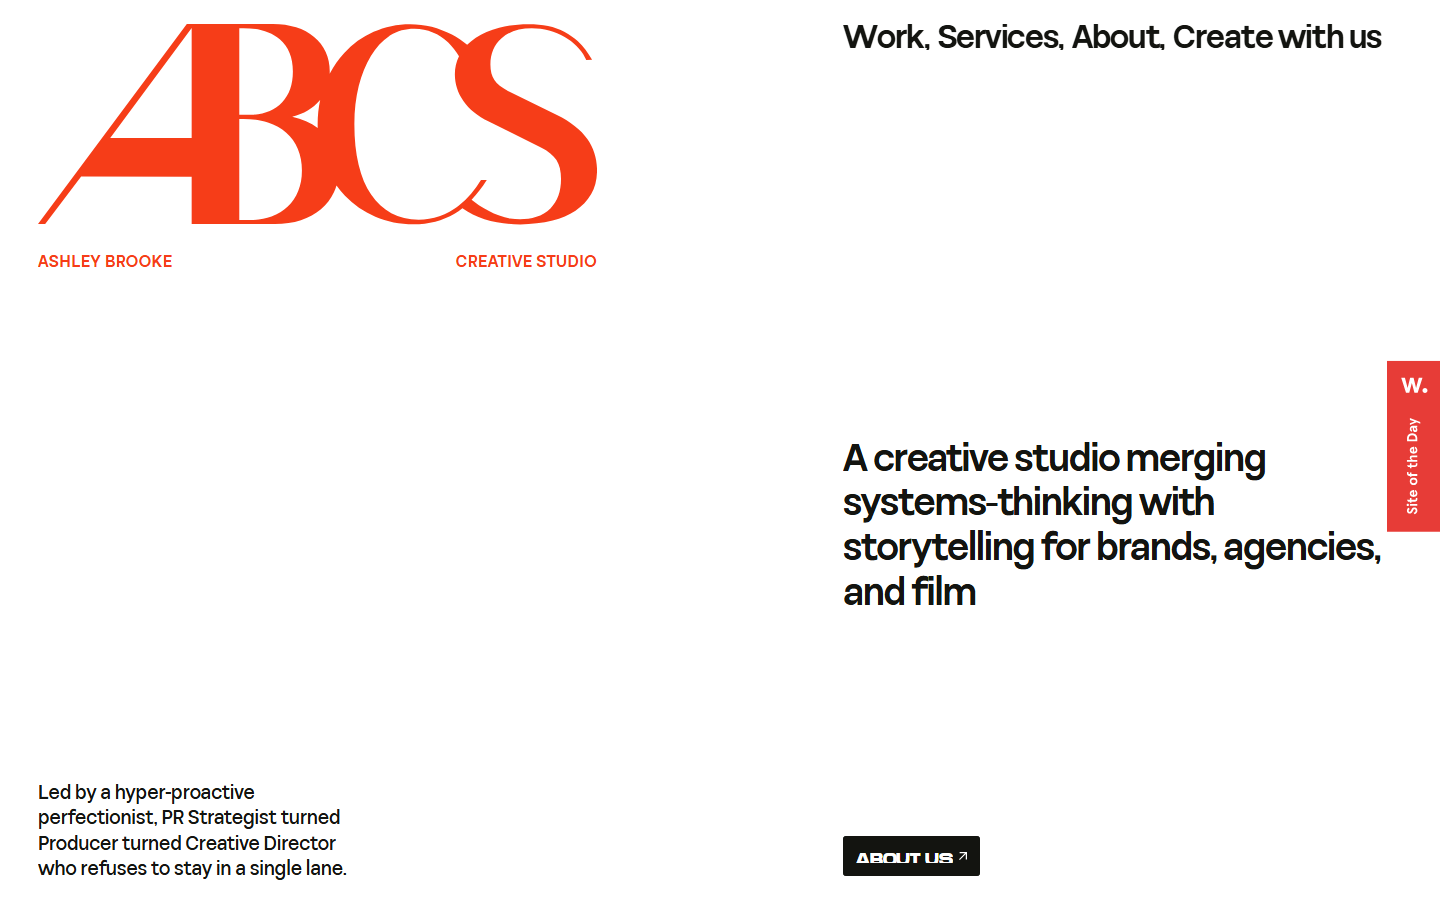 ABCS
ASHLEY BROOKE
CREATIVE STUDIO
Work, Services, About, Create with us
W.
Site of the Day
A creative studio merging
systems-thinking with
storytelling for brands, agencies,
and film
Led by a hyper-proactive
perfectionist, PR Strategist turned
Producer turned Creative Director
who refuses to stay in a single lane.
ABOUT US